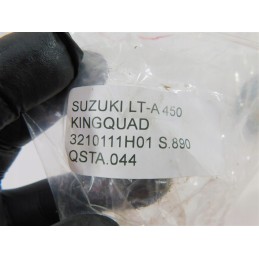 SUZUKI LT-A 450
KINGQUAD
3210111H01 S.890
QSTA.044